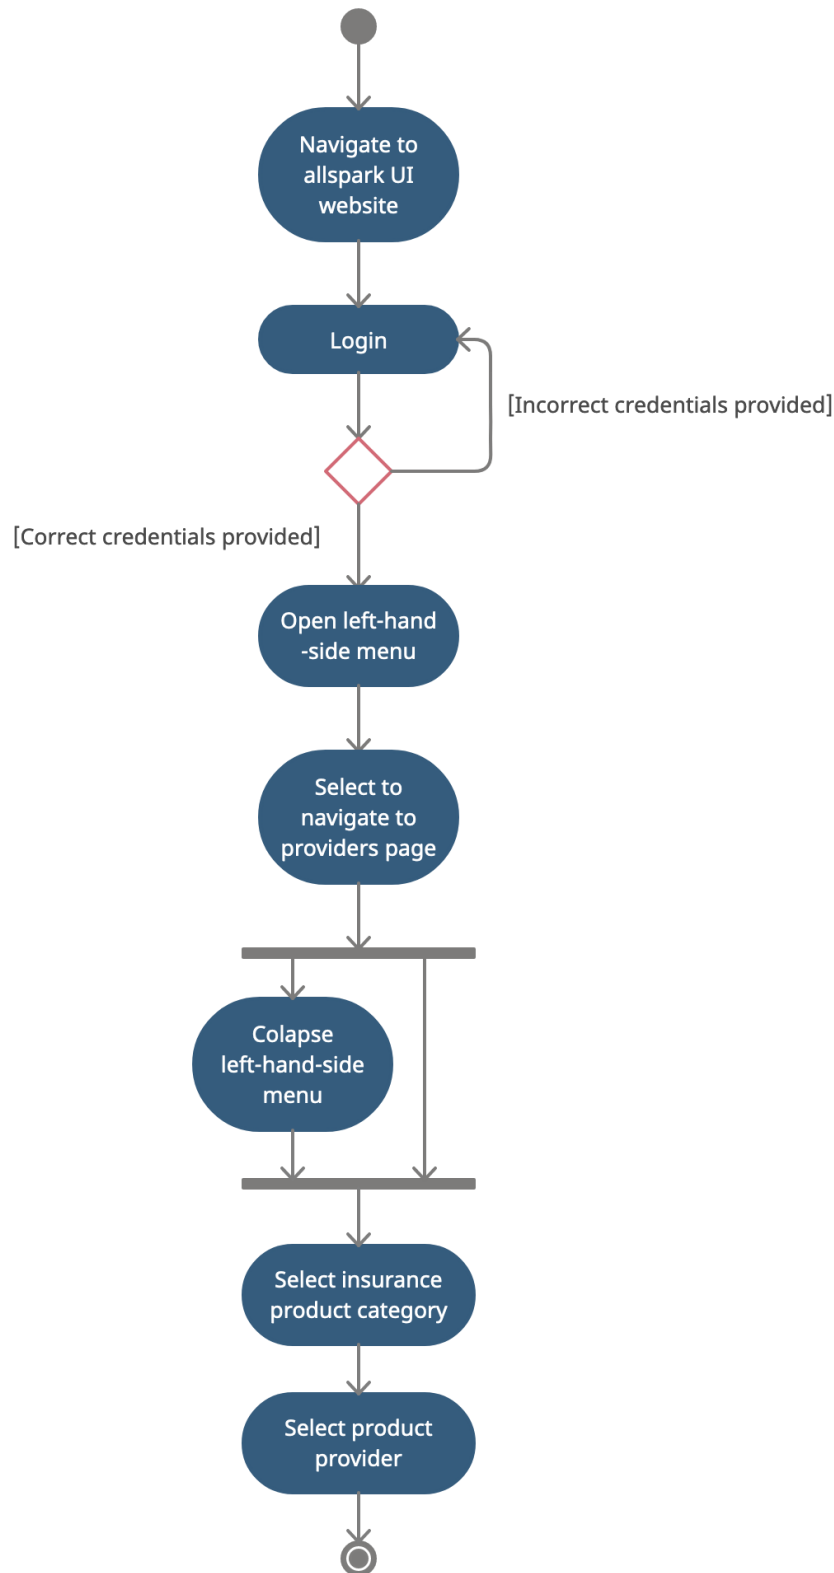 Navigate to
allspark UI
website
Login
[Incorrect credentials provided]
[Correct credentials provided]
Open left-hand
-side menu
Select to
navigate to
providers page
Colapse
left-hand-side
menu
Select insurance
product category
Select product
provider